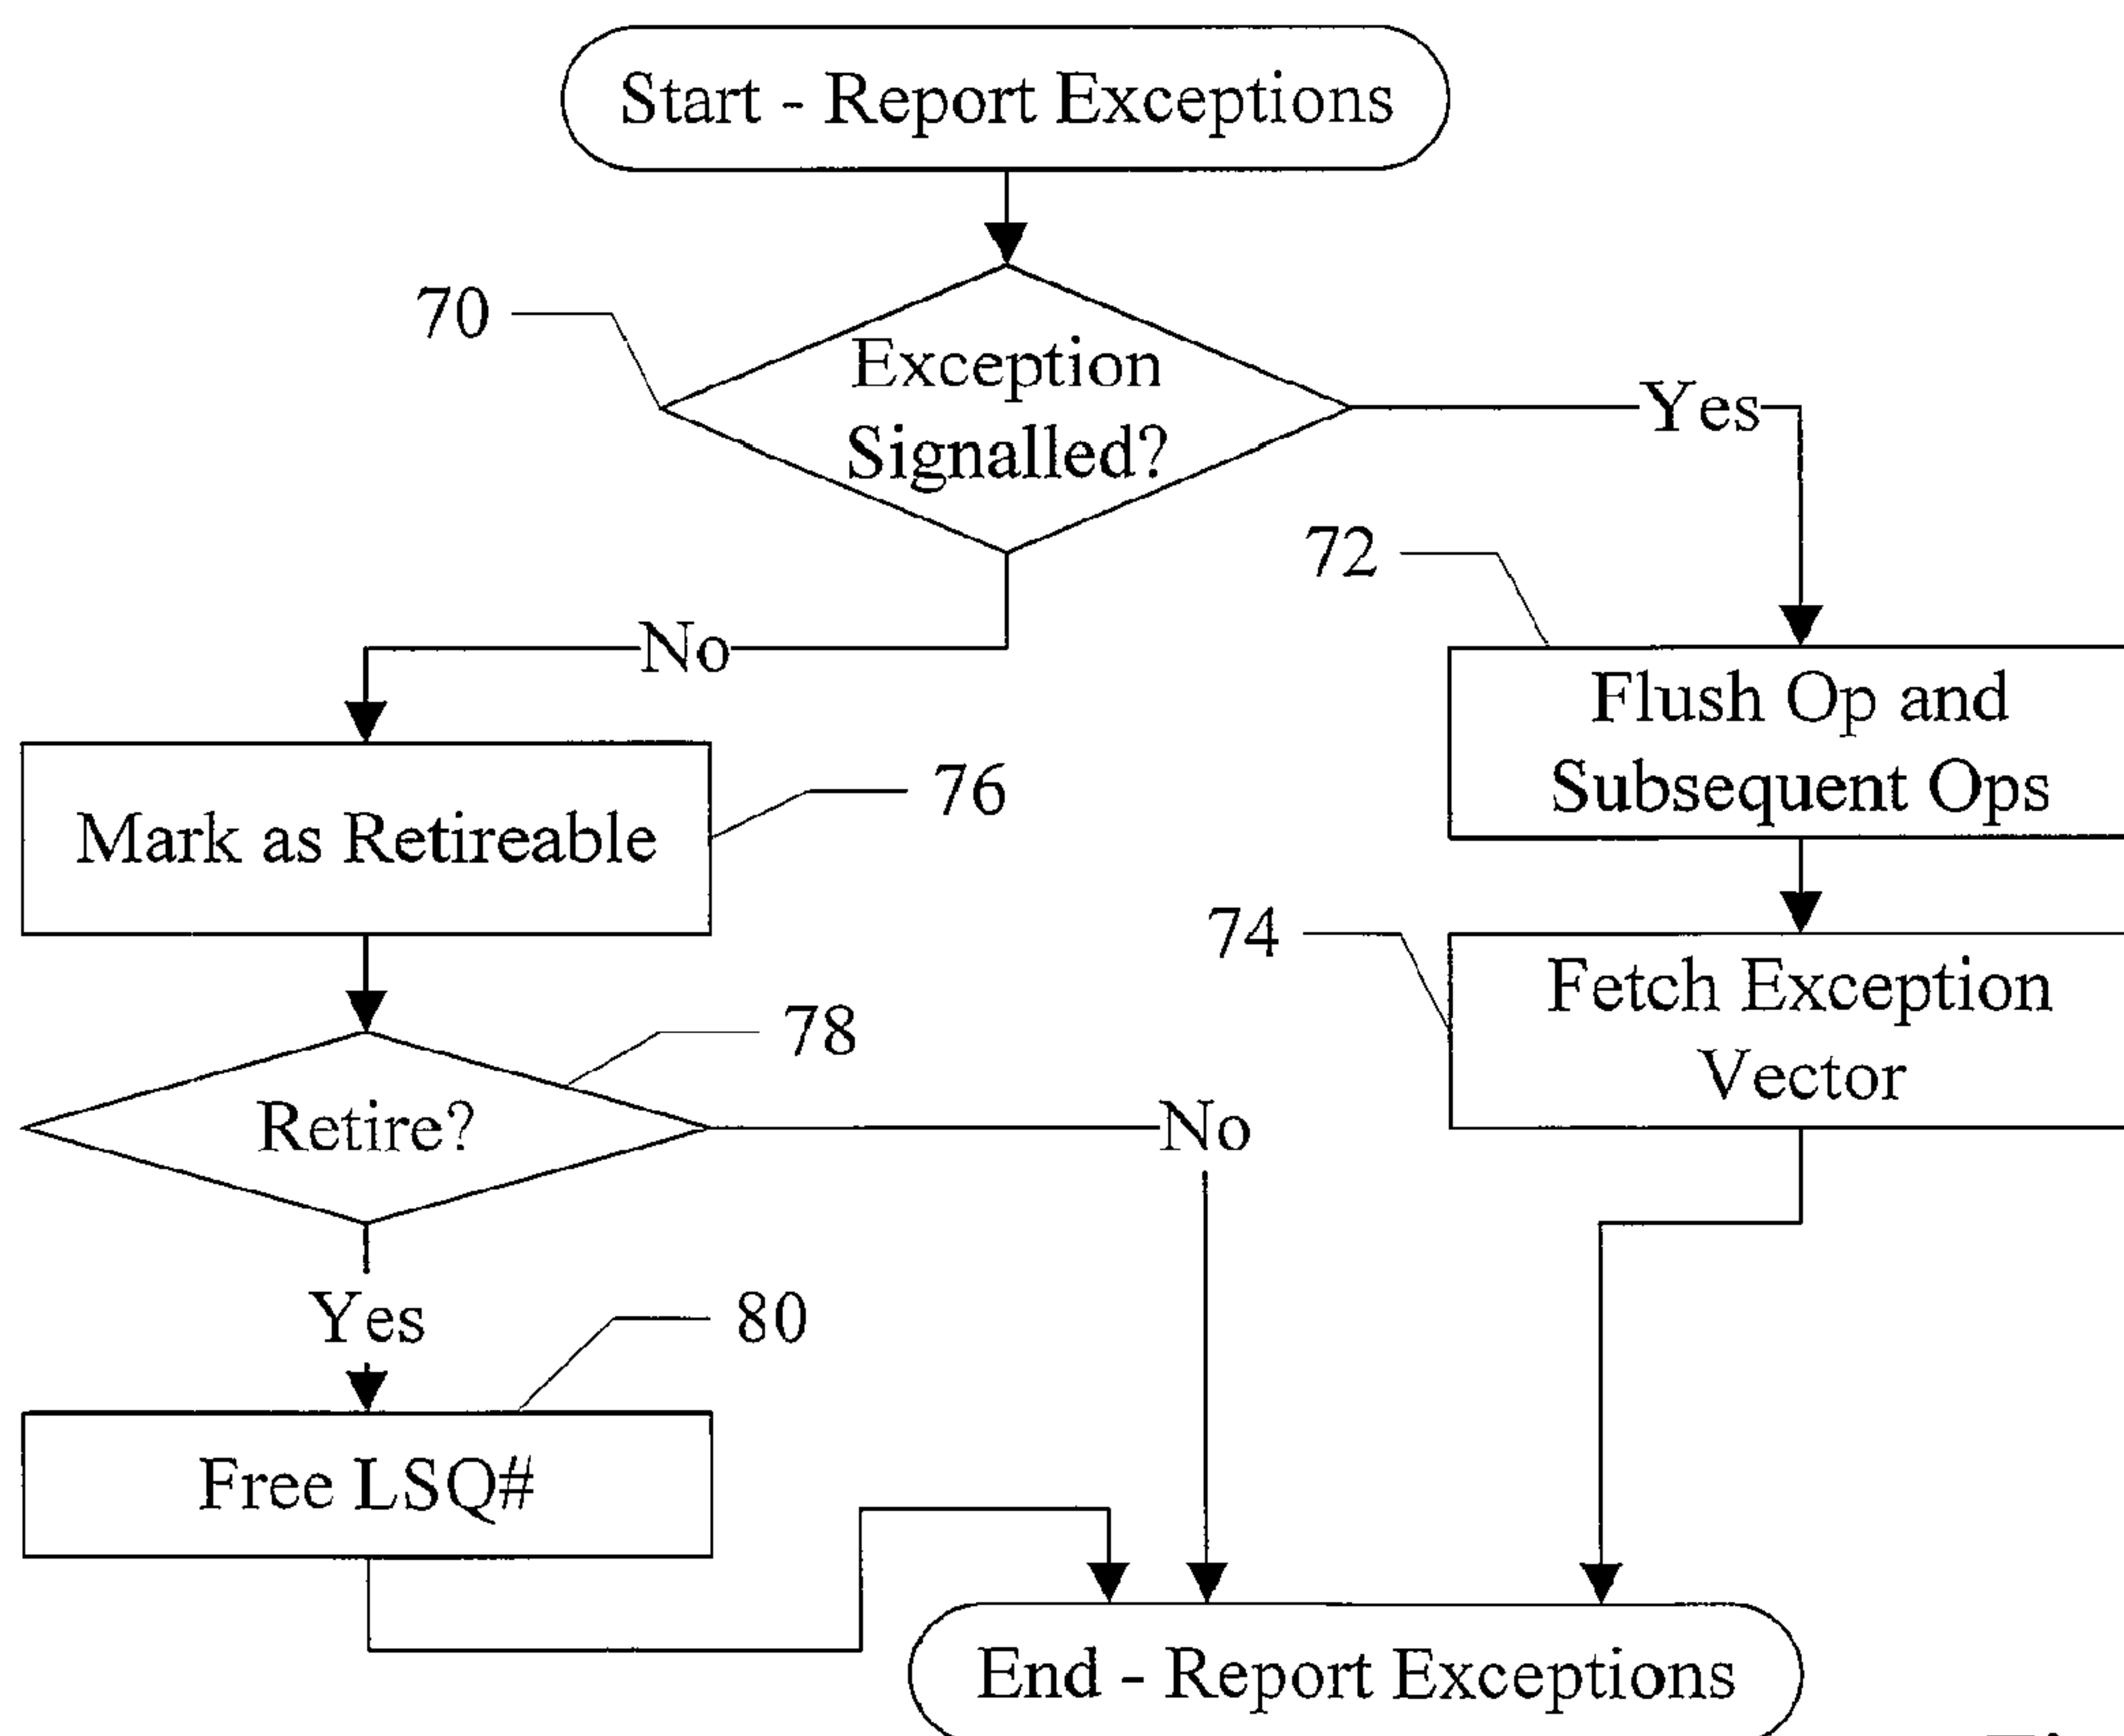 Start - Report Exceptions
70
Exception
Signalled?
Yes
72
No
Flush Op and
Subsequent Ops
76
Mark as Retireable
74
Fetch Exception
Vector
78
Retire?
No
Yes
80
Free LSQ#
End - Report Exceptions